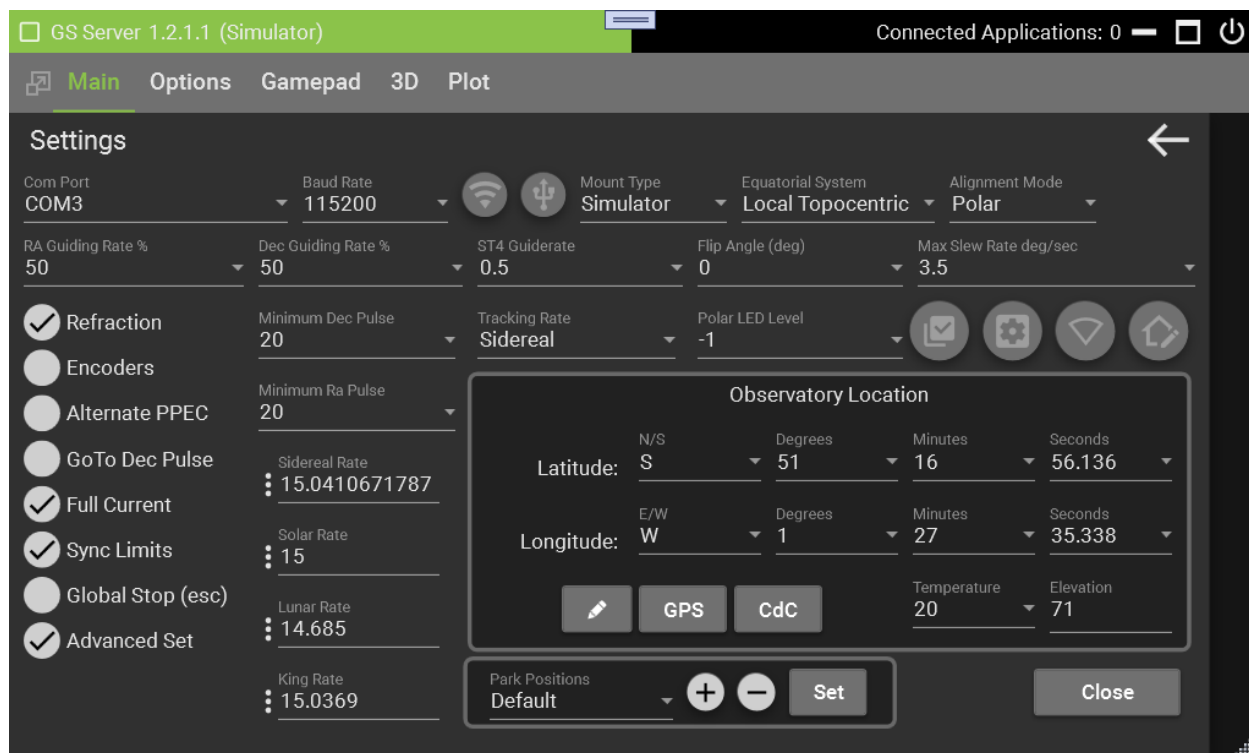 GS Server 1.2.1.1 (Simulator) Connected Applications: 0
Main Options Gamepad 3D Plot
Settings
Com Port Baud Rate Mount Type Equatorial System Alignment Mode
COM3 115200 Simulator Local Topocentric Polar
RA Guiding Rate % Dec Guiding Rate % ST4 Guiderate Flip Angle (deg) Max Slew Rate deg/sec
50 50 0.5 0 3.5
Refraction
Encoders
Alternate PPEC
GoTo Dec Pulse
Full Current
Sync Limits
Global Stop (esc)
Advanced Set
Minimum Dec Pulse
20
Minimum Ra Pulse
20
Sidereal Rate
15.0410671787
Solar Rate
15
Lunar Rate
14.685
King Rate
15.0369
Tracking Rate Polar LED Level
Sidereal -1
Observatory Location
N/S Degrees Minutes Seconds
Latitude: S 51 16 56.136
E/W Degrees Minutes Seconds
Longitude: W 1 27 35.338
Temperature Elevation
GPS CdC 20 71
Park Positions
Default Set
Close